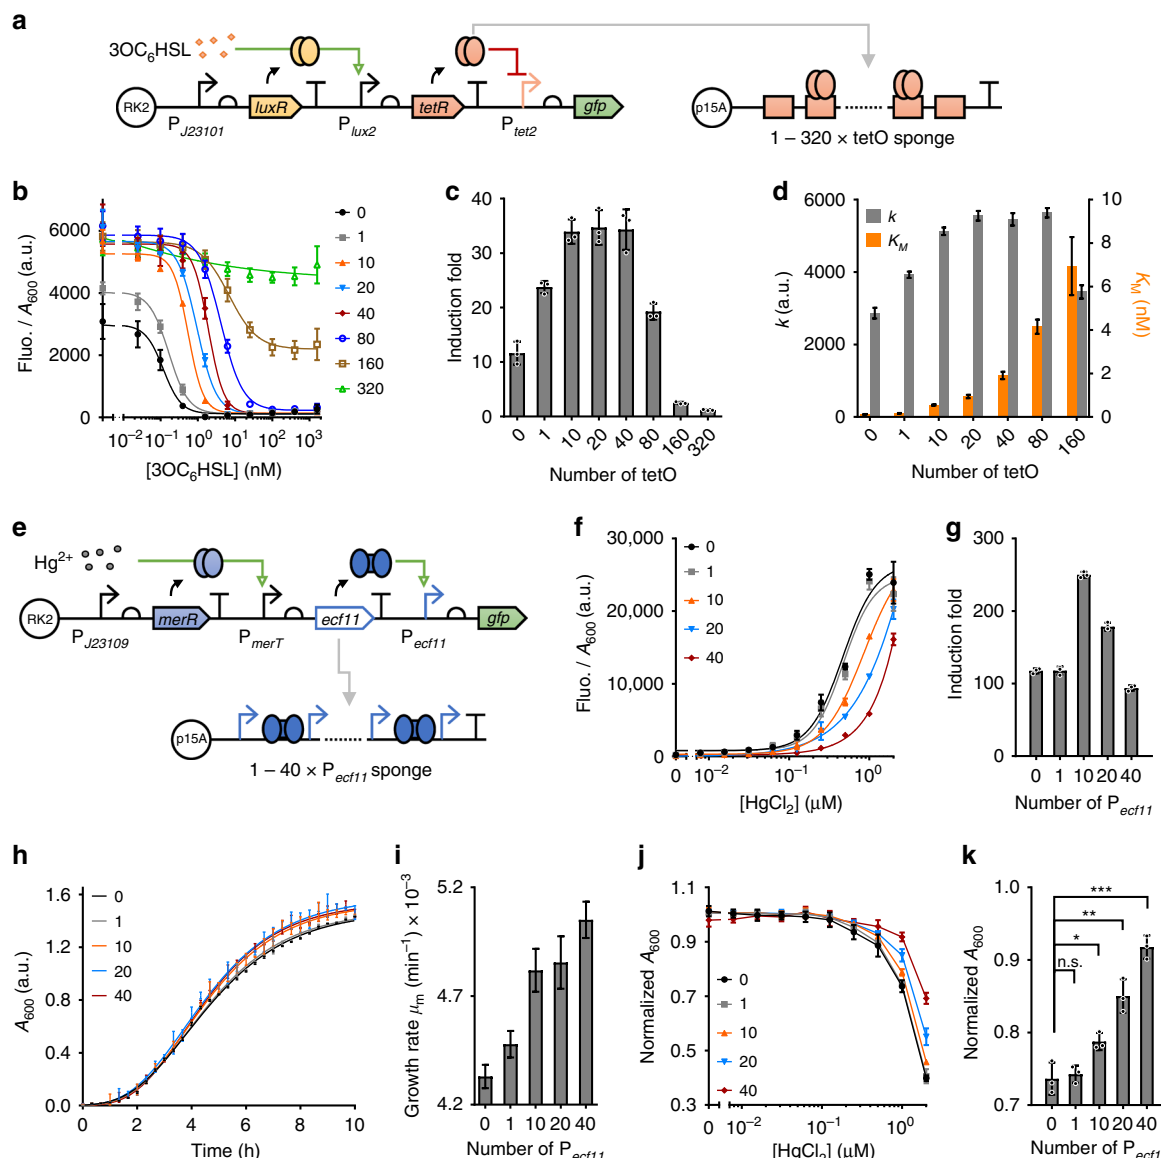 a
3OC6HSL
RK2
luxR
tetR
gfp
PJ23101
Plux2
Ptet2
p15A
1 – 320 × tetO sponge
b
Fluo. / A600 (a.u.)
6000
4000
2000
0
10−2 10−1 100 101 102 103
[3OC6HSL] (nM)
0
1
10
20
40
80
160
320
c
Induction fold
40
30
20
10
0
0 1 10 20 40 80 160 320
Number of tetO
d
k (a.u.)
6000
4000
2000
0
k
KM
10
8
6
4
2
0
KM (nM)
0 1 10 20 40 80 160
Number of tetO
e
Hg2+
RK2
merR
ecf11
gfp
PJ23109
PmerT
Pecf11
p15A
1 – 40 × Pecf11 sponge
f
Fluo. / A600 (a.u.)
30,000
20,000
10,000
0
0 10−2 10−1 100
[HgCl2] (μM)
0
1
10
20
40
g
Induction fold
300
200
100
0
0 1 10 20 40
Number of Pecf11
h
A600 (a.u.)
1.6
1.2
0.8
0.4
0.0
0 2 4 6 8 10
Time (h)
0
1
10
20
40
i
Growth rate μm (min−1) × 10−3
5.2
4.7
4.2
0 1 10 20 40
Number of Pecf11
j
Normalized A600
1.1
0.9
0.7
0.5
0.3
0 10−2 10−1 100
[HgCl2] (μM)
0
1
10
20
40
k
Normalized A600
1.0
0.9
0.8
0.7
***
**
*
n.s.
0 1 10 20 40
Number of Pecf1